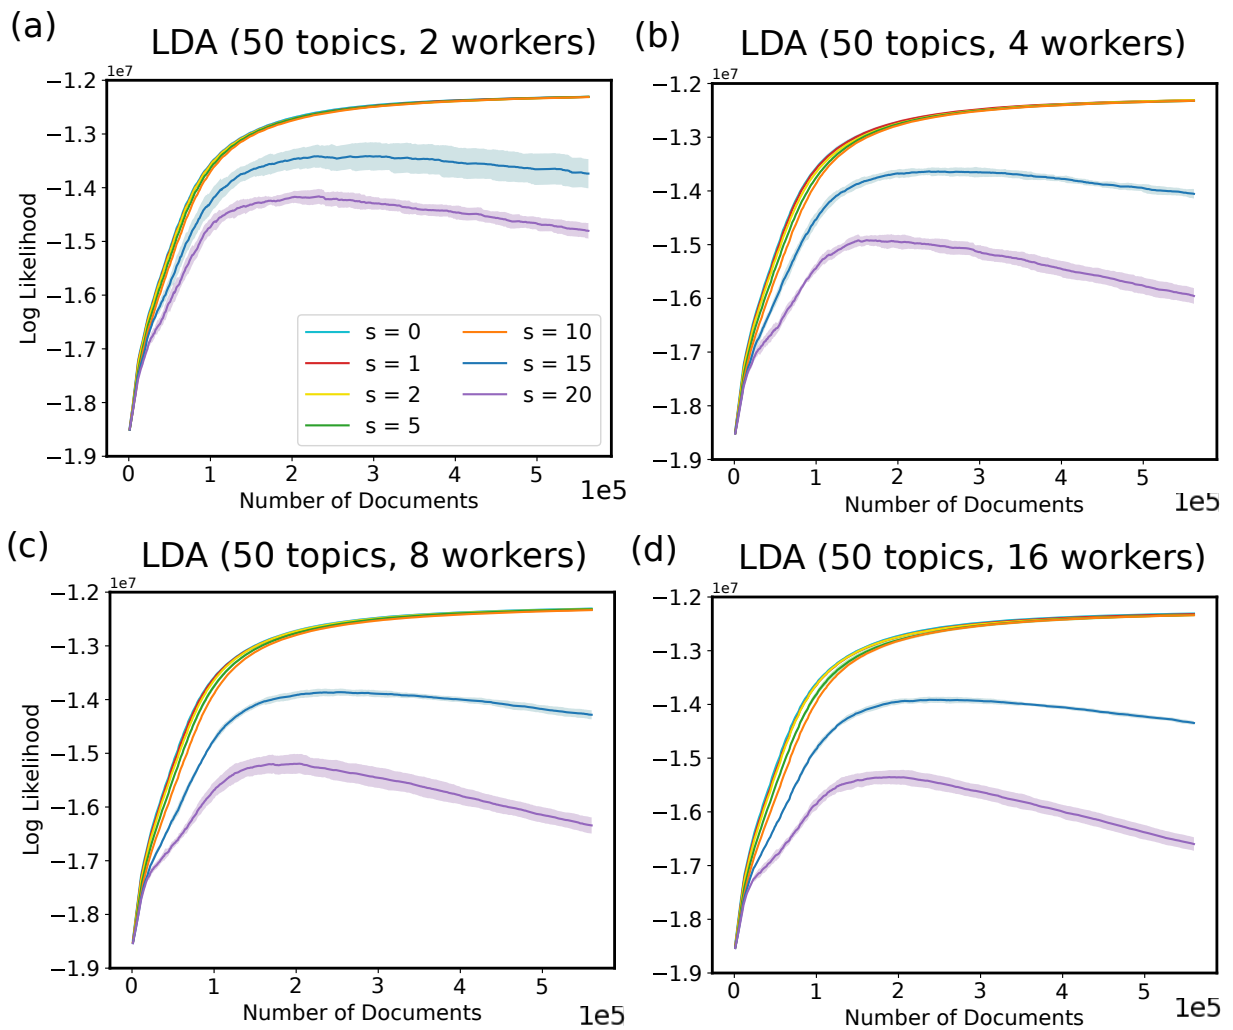 (a)
LDA (50 topics, 2 workers)
1e7
−1.2
−1.3
−1.4
−1.5
−1.6
−1.7
−1.8
−1.9
Log Likelihood
s = 0
s = 1
s = 2
s = 5
s = 10
s = 15
s = 20
0 1 2 3 4 5
1e5
Number of Documents
(b)
LDA (50 topics, 4 workers)
1e7
−1.2
−1.3
−1.4
−1.5
−1.6
−1.7
−1.8
−1.9
0 1 2 3 4 5
1e5
Number of Documents
(c)
LDA (50 topics, 8 workers)
1e7
−1.2
−1.3
−1.4
−1.5
−1.6
−1.7
−1.8
−1.9
Log Likelihood
0 1 2 3 4 5
Number of Documents
1e5
(d)
LDA (50 topics, 16 workers)
1e7
−1.2
−1.3
−1.4
−1.5
−1.6
−1.7
−1.8
−1.9
0 1 2 3 4 5
Number of Documents
1e5